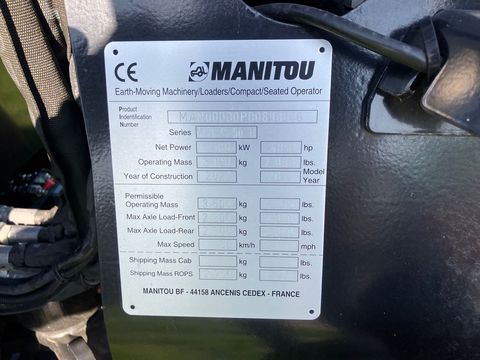 CE MANITOU
Earth-Moving Machinery/Loaders/Compact/Seated Operator
Product
Indentification
Number
Series
Net Power kW hp
Operating Mass kg lbs.
Year of Construction Model
Year
Permissible
Operating Mass kg lbs.
Max Axle Load-Front kg lbs.
Max Axle Load-Rear kg lbs.
Max Speed km/h mph
Shipping Mass Cab kg lbs.
Shipping Mass ROPS kg lbs.
MANITOU BF - 44158 ANCENIS CEDEX - FRANCE